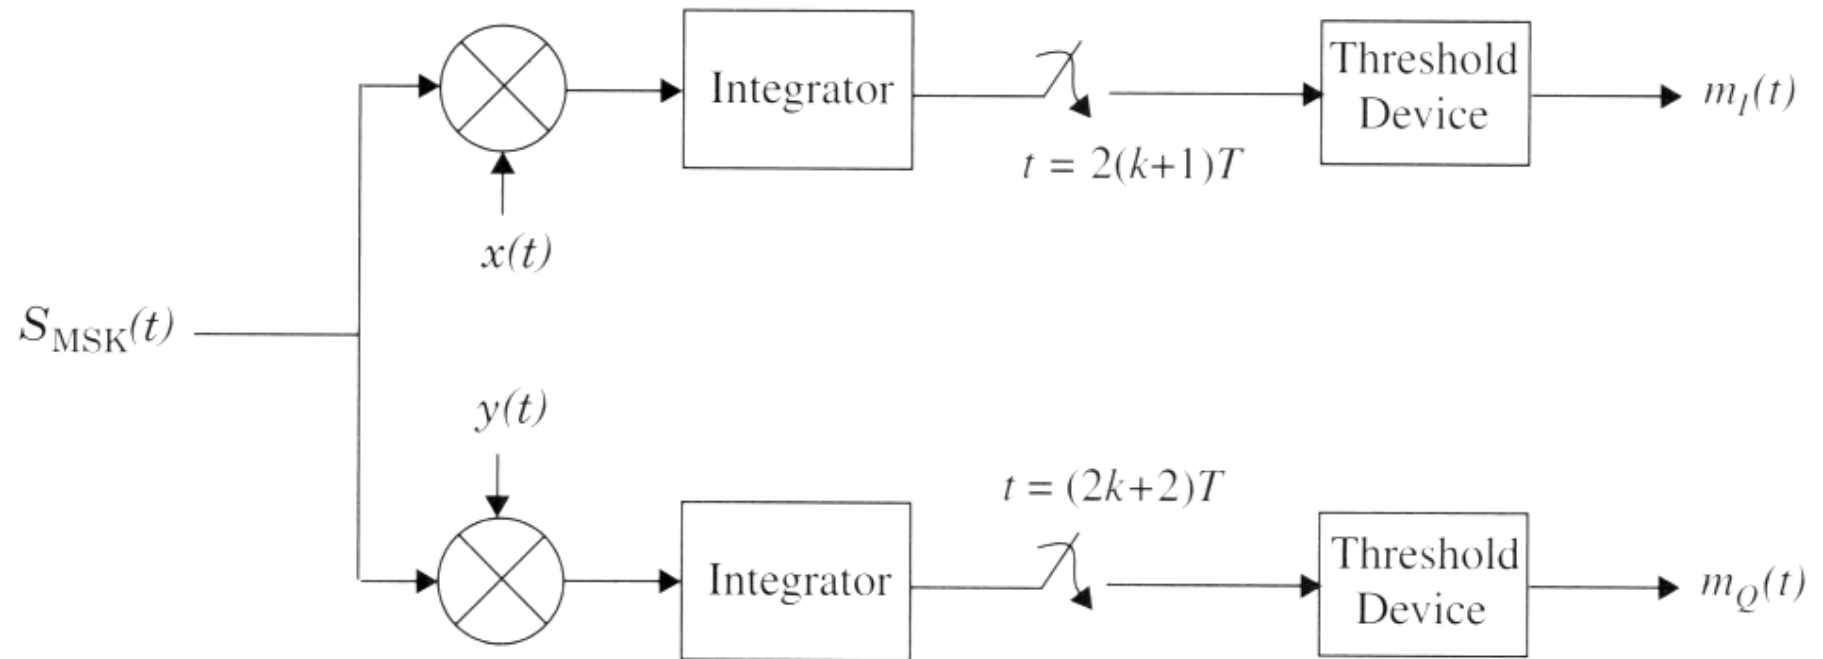 Threshold
Device
Integrator
m_I(t)
t = 2(k+1)T
x(t)
S_MSK(t)
y(t)
t = (2k+2)T
Threshold
Device
Integrator
m_Q(t)